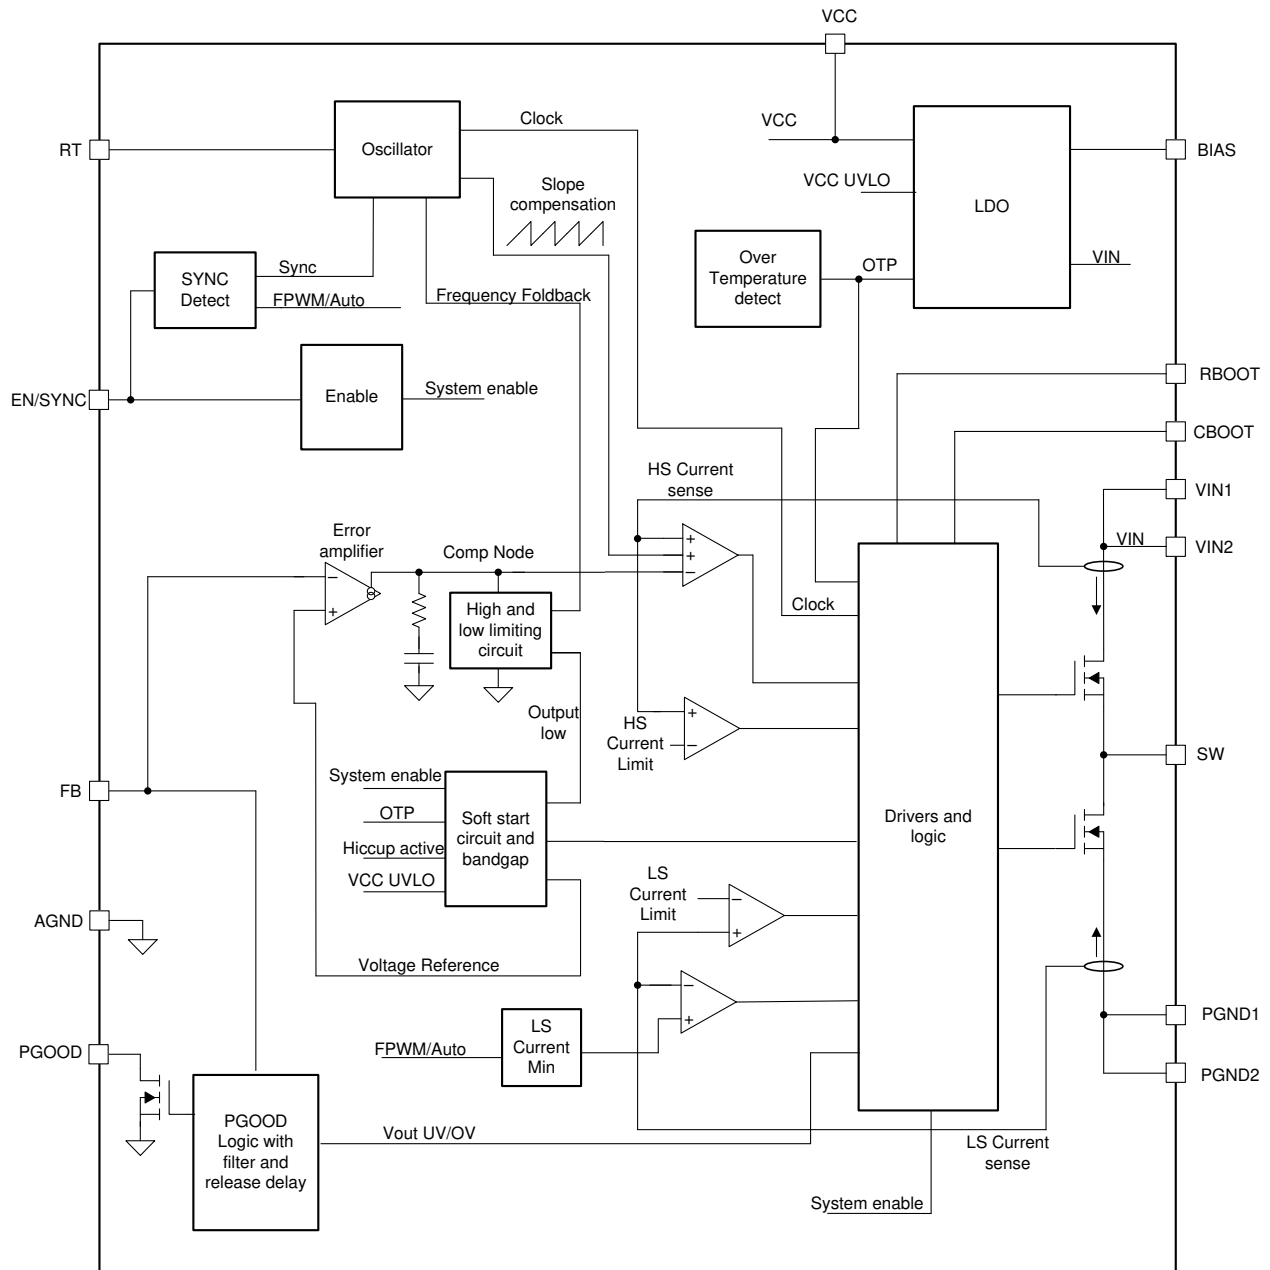 VCC
Clock
VCC
RT
Oscillator
BIAS
VCC UVLO
Slope
compensation
LDO
SYNC
Detect
Sync
FPWM/Auto
Frequency Foldback
Over
Temperature
detect
OTP
VIN
Enable
System enable
EN/SYNC
RBOOT
CBOOT
HS Current
sense
VIN1
VIN
VIN2
Error
amplifier
Comp Node
−
+
+
+
−
High and
low limiting
circuit
Clock
Output
low
HS
Current
Limit
+
−
SW
FB
System enable
OTP
Hiccup active
VCC UVLO
Soft start
circuit and
bandgap
Drivers and
logic
LS
Current
Limit
−
+
AGND
Voltage Reference
−
+
LS
Current
Min
FPWM/Auto
PGND1
PGOOD
PGND2
PGOOD
Logic with
filter and
release delay
Vout UV/OV
LS Current
sense
System enable